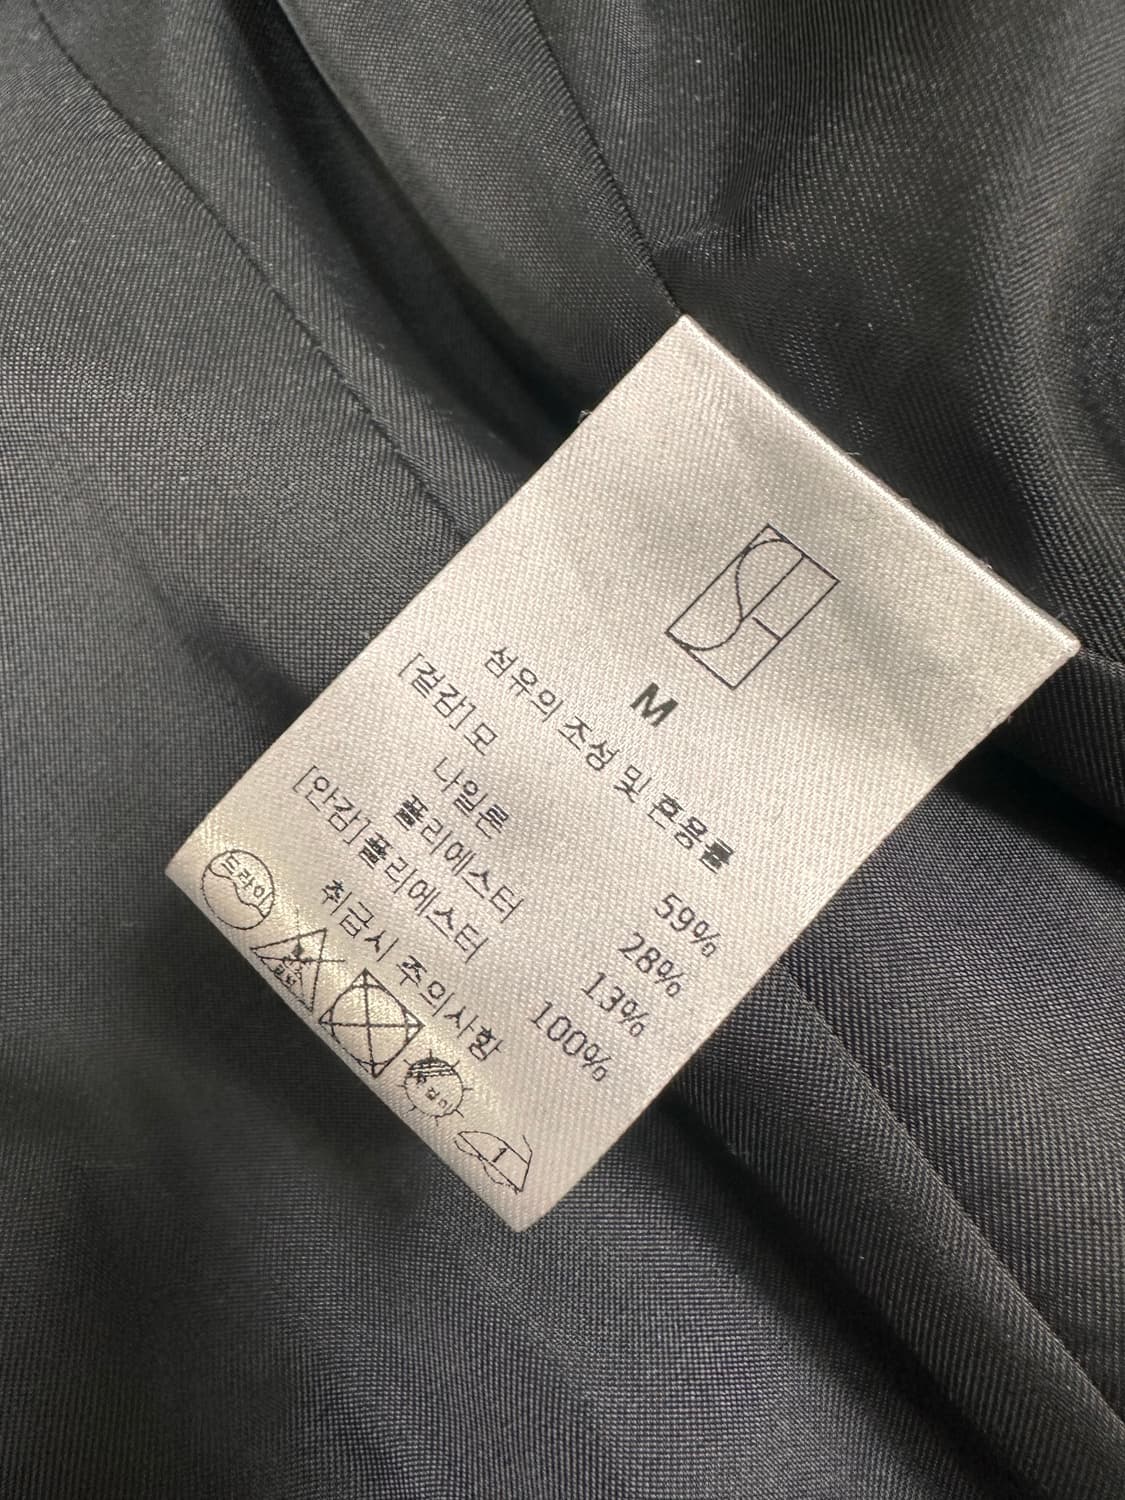 SH
M
섬유의 조성 및 혼용률
[겉감] 모 59%
나일론 28%
폴리에스터 13%
[안감] 폴리에스터 100%
취급시 주의사항
드라이
1